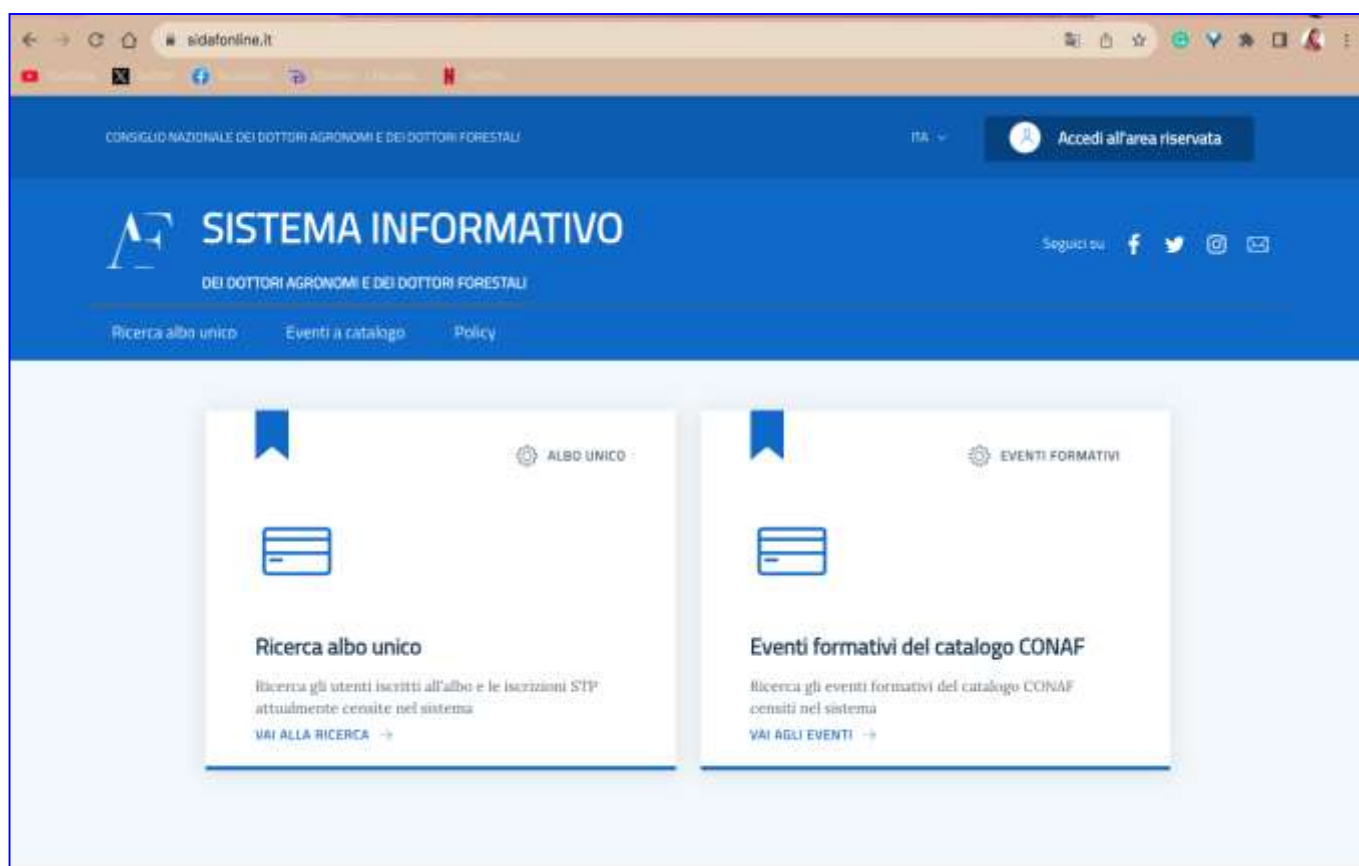 sidafonline.it
CONSIGLIO NAZIONALE DEI DOTTORI AGRONOMI E DEI DOTTORI FORESTALI
ITA
Accedi all'area riservata
AF
SISTEMA INFORMATIVO
DEI DOTTORI AGRONOMI E DEI DOTTORI FORESTALI
Seguici su
Ricerca albo unico Eventi a catalogo Policy
ALBO UNICO
Ricerca albo unico
Ricerca gli utenti iscritti all'albo e le iscrizioni STP
attualmente censite nel sistema
VAI ALLA RICERCA
EVENTI FORMATIVI
Eventi formativi del catalogo CONAF
Ricerca gli eventi formativi del catalogo CONAF
censiti nel sistema
VAI AGLI EVENTI